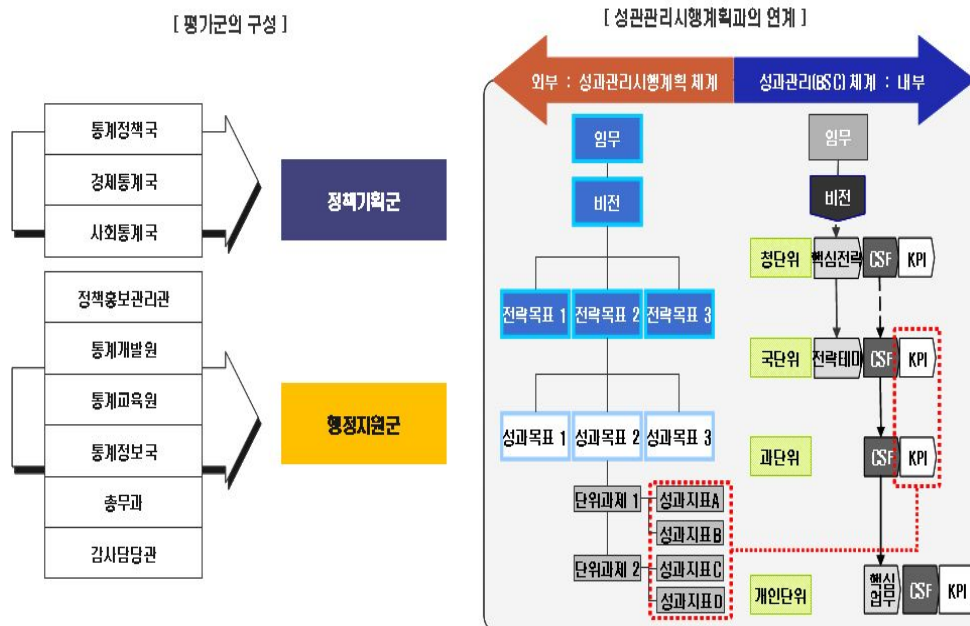 [ 평가군의 구성 ]
통계정책국
경제통계국
사회통계국
정책기획군
정책홍보관리관
통계개발원
통계교육원
통계정보국
총무과
감사담당관
행정지원군
[ 성관관리시행계획과의 연계 ]
외부 : 성과관리시행계획 체계
성과관리(BSC) 체계 : 내부
임무
비전
전략목표 1
전략목표 2
전략목표 3
성과목표 1
성과목표 2
성과목표 3
단위과제 1
성과지표A
성과지표B
단위과제 2
성과지표C
성과지표D
임무
비전
청단위
핵심전략
CSF
KPI
국단위
전략테마
CSF
KPI
과단위
CSF
KPI
개인단위
핵심
업무
CSF
KPI